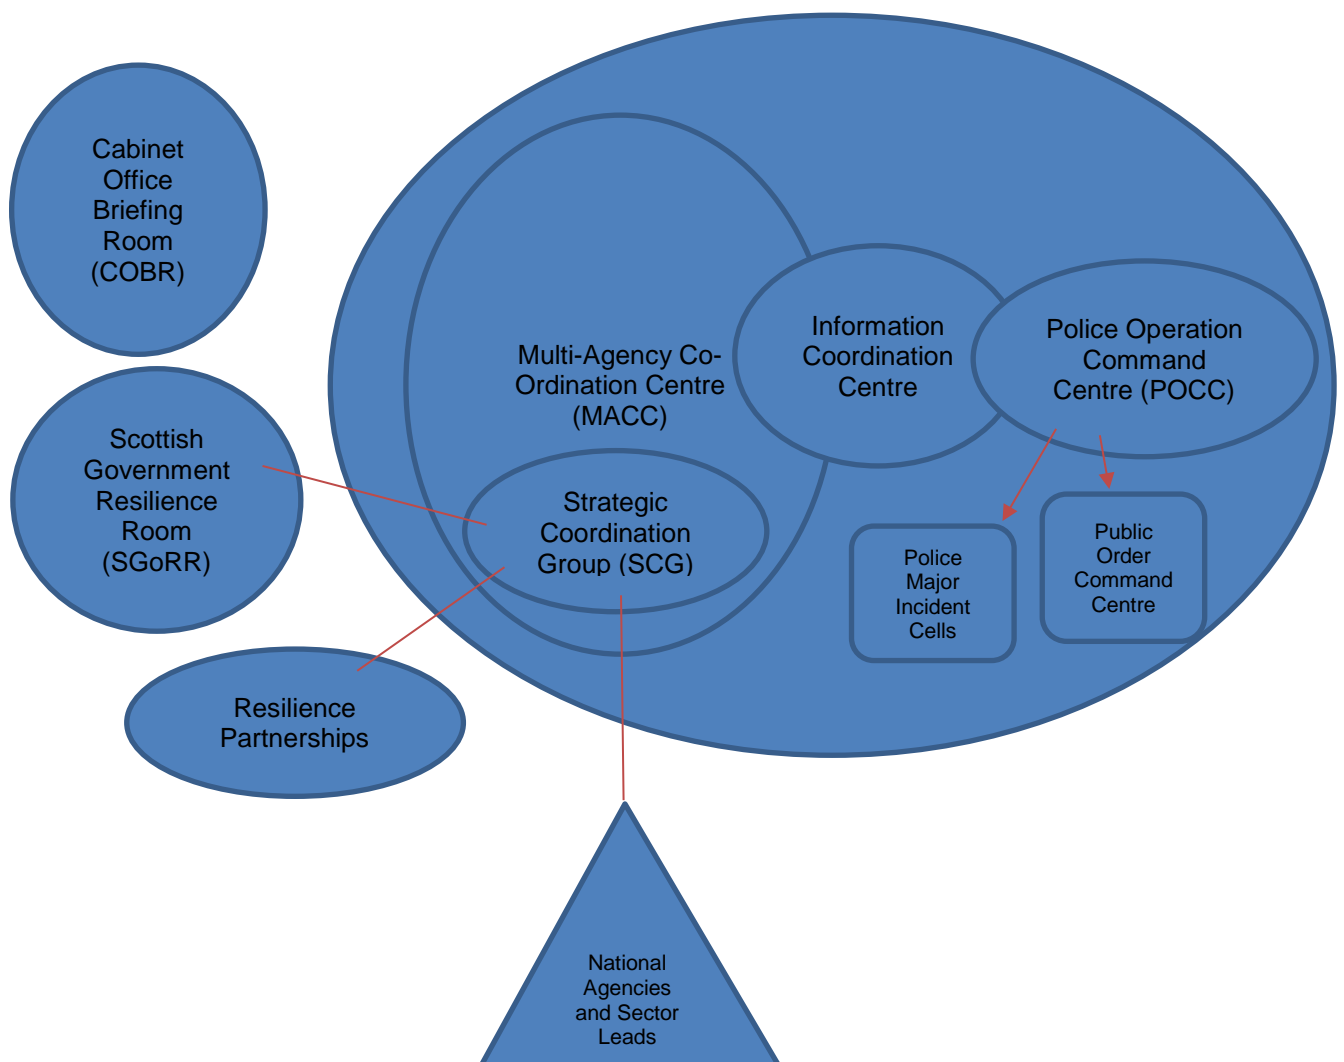 Cabinet
Office
Briefing
Room
(COBR)
Scottish
Government
Resilience
Room
(SGoRR)
Resilience
Partnerships
Multi-Agency Co-
Ordination Centre
(MACC)
Strategic
Coordination
Group (SCG)
Information
Coordination
Centre
Police Operation
Command
Centre (POCC)
Police
Major
Incident
Cells
Public
Order
Command
Centre
National
Agencies
and Sector
Leads